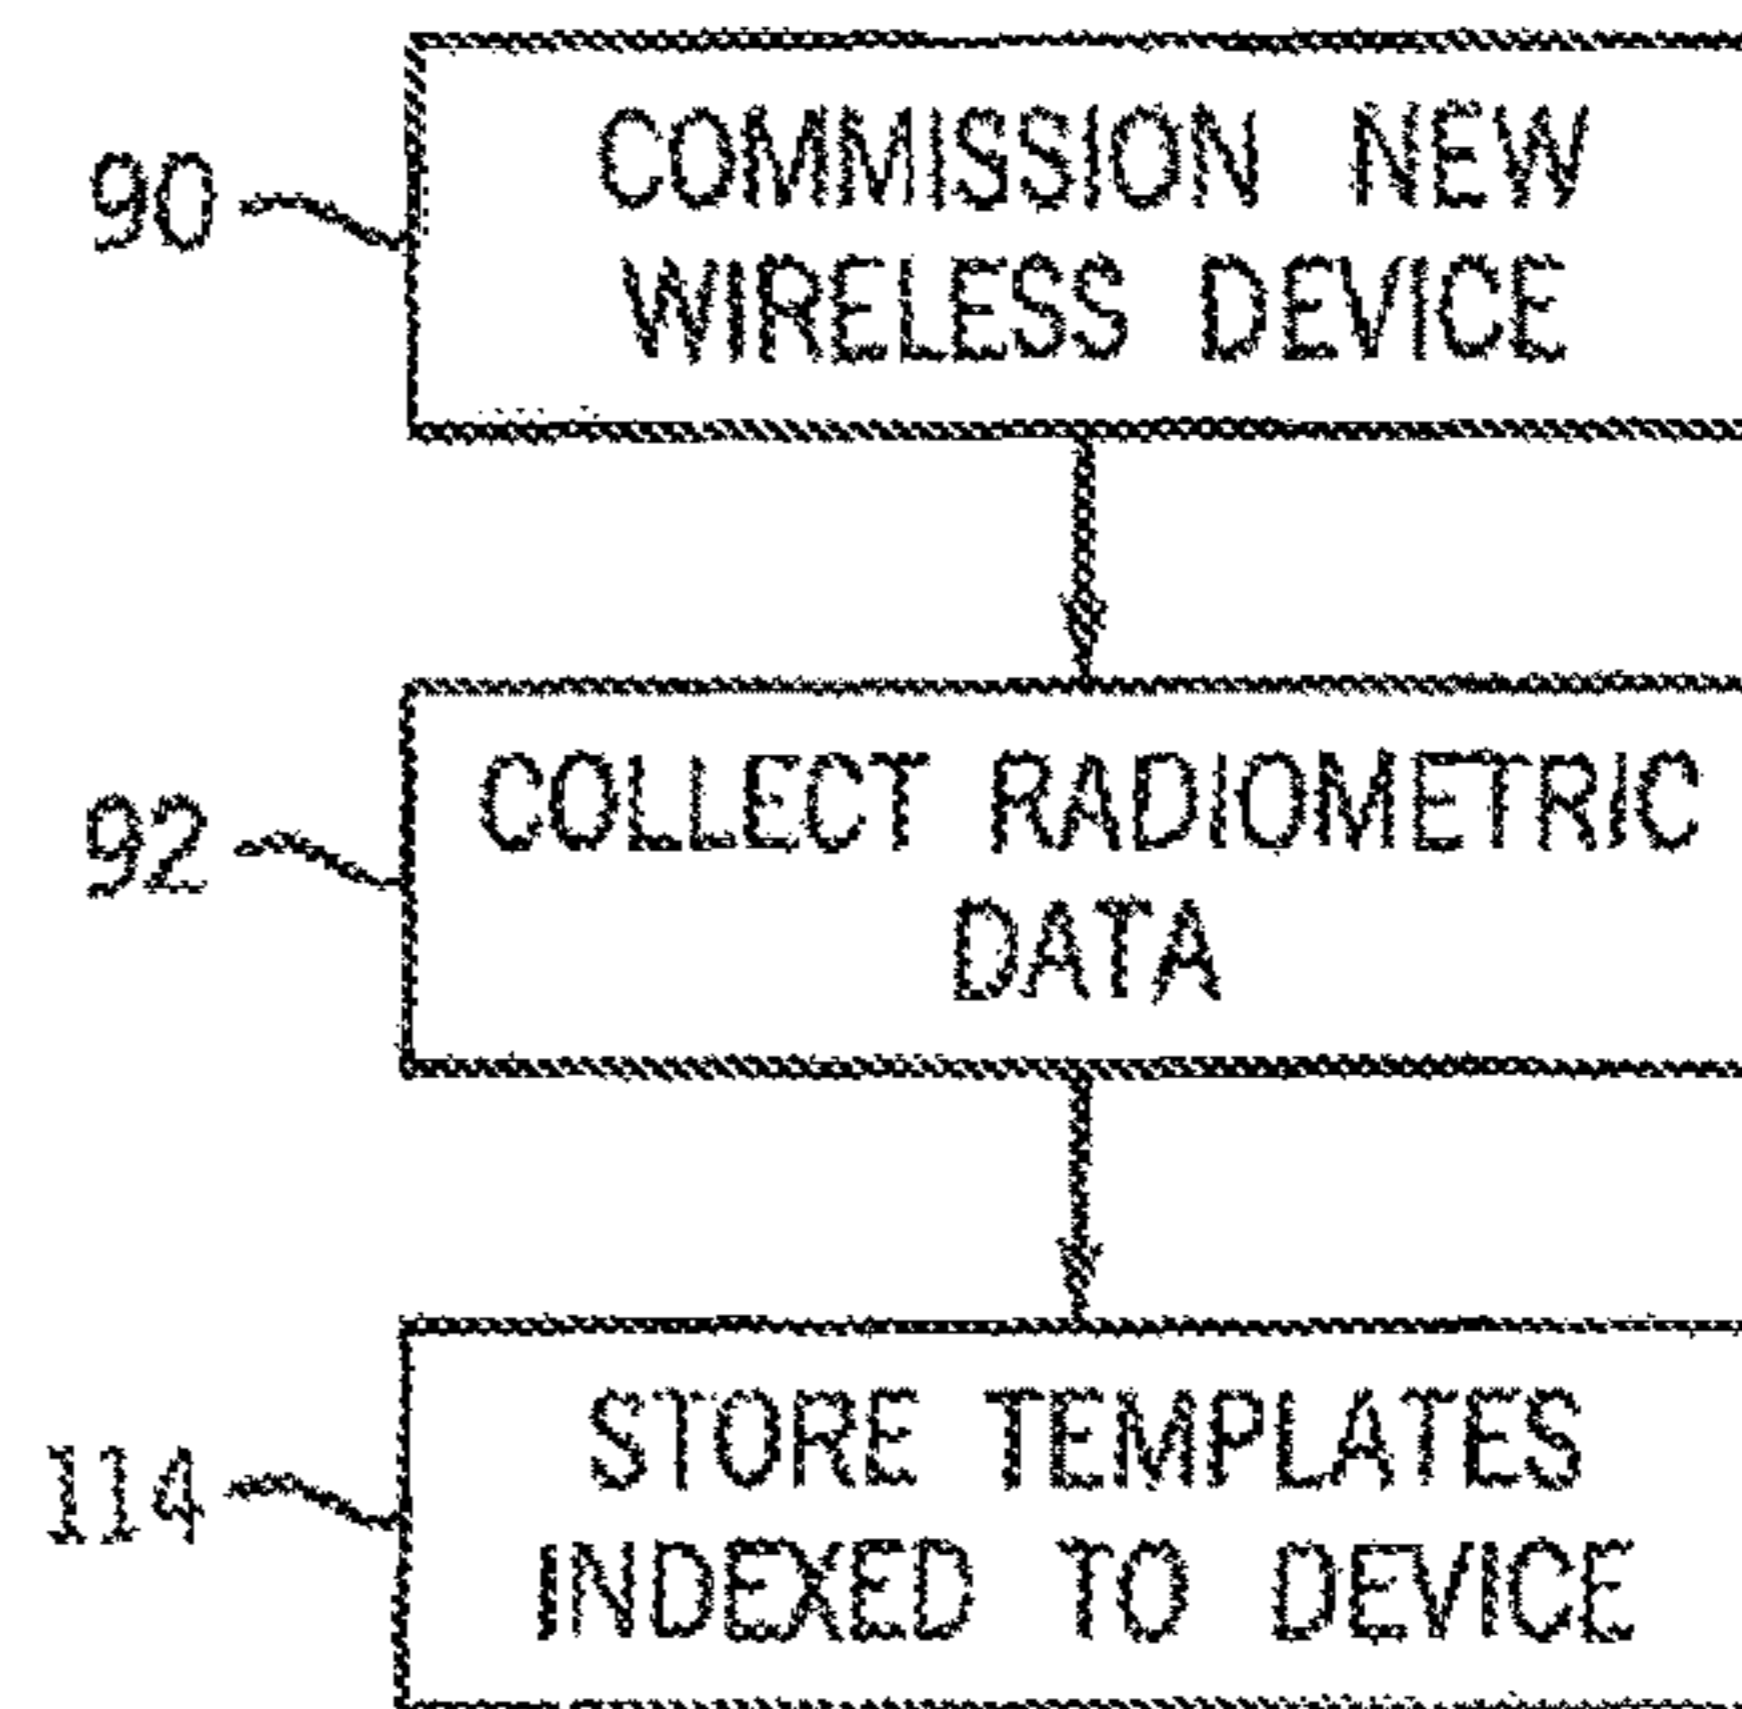 90
COMMISSION NEW
WIRELESS DEVICE
92
COLLECT RADIOMETRIC
DATA
114
STORE TEMPLATES
INDEXED TO DEVICE